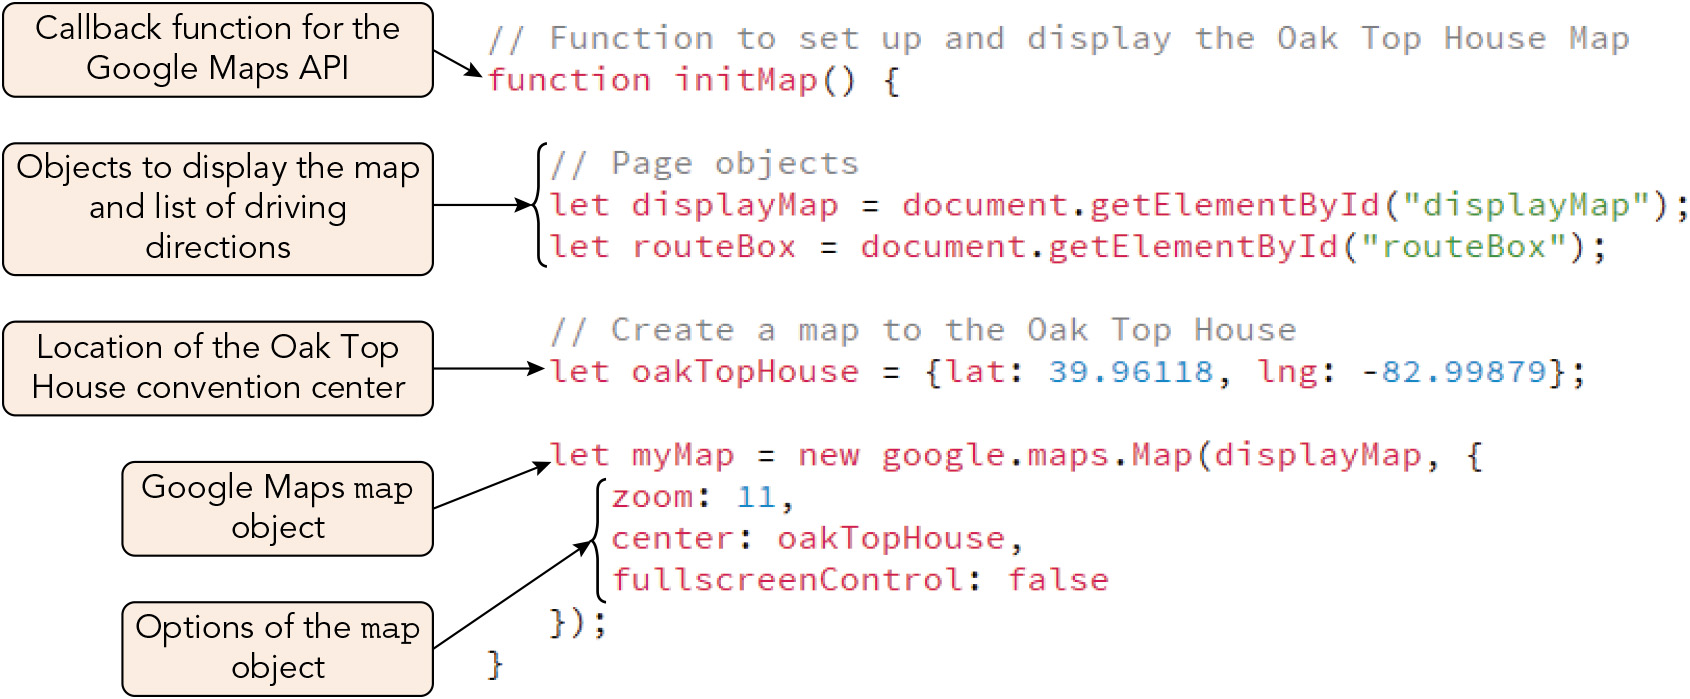 Callback function for the
Google Maps API
// Function to set up and display the Oak Top House Map
function initMap() {
Objects to display the map
and list of driving
directions
// Page objects
let displayMap = document.getElementById("displayMap");
let routeBox = document.getElementById("routeBox");
Location of the Oak Top
House convention center
// Create a map to the Oak Top House
let oakTopHouse = {lat: 39.96118, lng: -82.99879};
Google Maps map
object
let myMap = new google.maps.Map(displayMap, {
zoom: 11,
center: oakTopHouse,
fullscreenControl: false
Options of the map
object
});
}